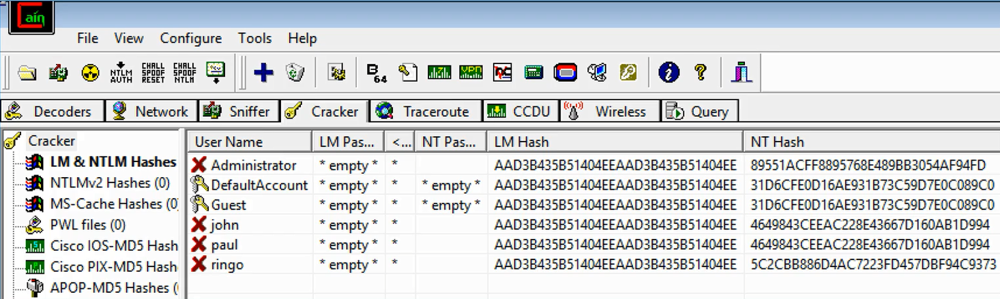 Cain
File View Configure Tools Help
NTLM AUTH CHALL SPOOF RESET CHALL SPOOF NTLM B 64
Decoders Network Sniffer Cracker Traceroute CCDU Wireless Query
Cracker User Name LM Pas... <... NT Pas... LM Hash NT Hash
LM & NTLM Hashes Administrator * empty * * AAD3B435B51404EEAAD3B435B51404EE 89551ACFF8895768E489BB3054AF94FD
NTLMv2 Hashes (0) DefaultAccount * empty * * * empty * AAD3B435B51404EEAAD3B435B51404EE 31D6CFE0D16AE931B73C59D7E0C089C0
MS-Cache Hashes (0) Guest * empty * * * empty * AAD3B435B51404EEAAD3B435B51404EE 31D6CFE0D16AE931B73C59D7E0C089C0
PWL files (0) john * empty * * AAD3B435B51404EEAAD3B435B51404EE 4649843CEEAC228E43667D160AB1D994
Cisco IOS-MD5 Hash paul * empty * * AAD3B435B51404EEAAD3B435B51404EE 4649843CEEAC228E43667D160AB1D994
Cisco PIX-MD5 Hash ringo * empty * * AAD3B435B51404EEAAD3B435B51404EE 5C2CBB886D4AC7223FD457DBF94C9373
APOP-MD5 Hashes (